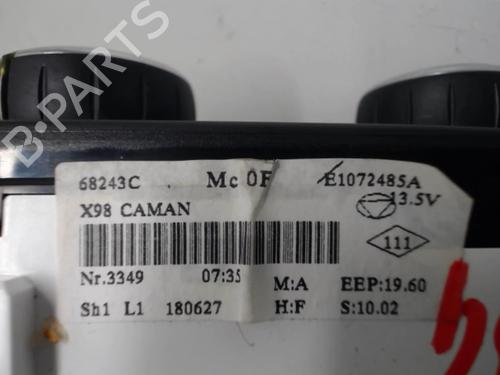 B-PARTS
68243C Mc 0F E1072485A
X98 CAMAN 13.5V
111
Nr.3349 07:35 M:A EEP:19.60
Sh1 L1 180627 H:F S:10.02